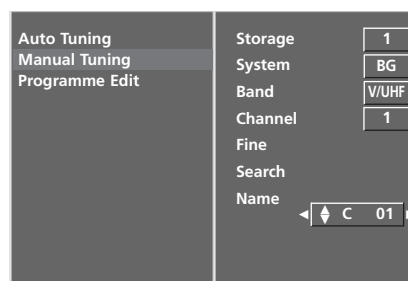 Auto Tuning
Manual Tuning
Programme Edit
Storage 1
System BG
Band V/UHF
Channel 1
Fine
Search
Name
C 01